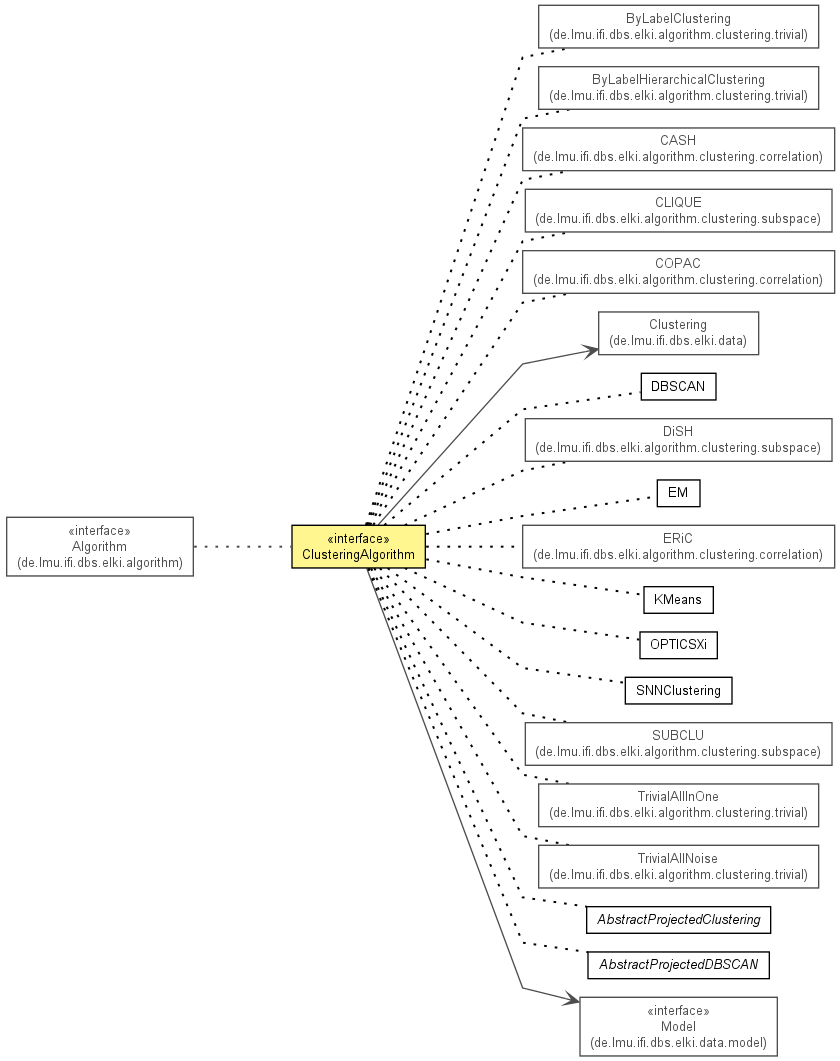 ByLabelClustering
(de.lmu.ifi.dbs.elki.algorithm.clustering.trivial)
ByLabelHierarchicalClustering
(de.lmu.ifi.dbs.elki.algorithm.clustering.trivial)
CASH
(de.lmu.ifi.dbs.elki.algorithm.clustering.correlation)
CLIQUE
(de.lmu.ifi.dbs.elki.algorithm.clustering.subspace)
COPAC
(de.lmu.ifi.dbs.elki.algorithm.clustering.correlation)
Clustering
(de.lmu.ifi.dbs.elki.data)
DBSCAN
DiSH
(de.lmu.ifi.dbs.elki.algorithm.clustering.subspace)
EM
«interface»
Algorithm
(de.lmu.ifi.dbs.elki.algorithm)
«interface»
ClusteringAlgorithm
ERiC
(de.lmu.ifi.dbs.elki.algorithm.clustering.correlation)
KMeans
OPTICSXi
SNNClustering
SUBCLU
(de.lmu.ifi.dbs.elki.algorithm.clustering.subspace)
TrivialAllInOne
(de.lmu.ifi.dbs.elki.algorithm.clustering.trivial)
TrivialAllNoise
(de.lmu.ifi.dbs.elki.algorithm.clustering.trivial)
AbstractProjectedClustering
AbstractProjectedDBSCAN
«interface»
Model
(de.lmu.ifi.dbs.elki.data.model)